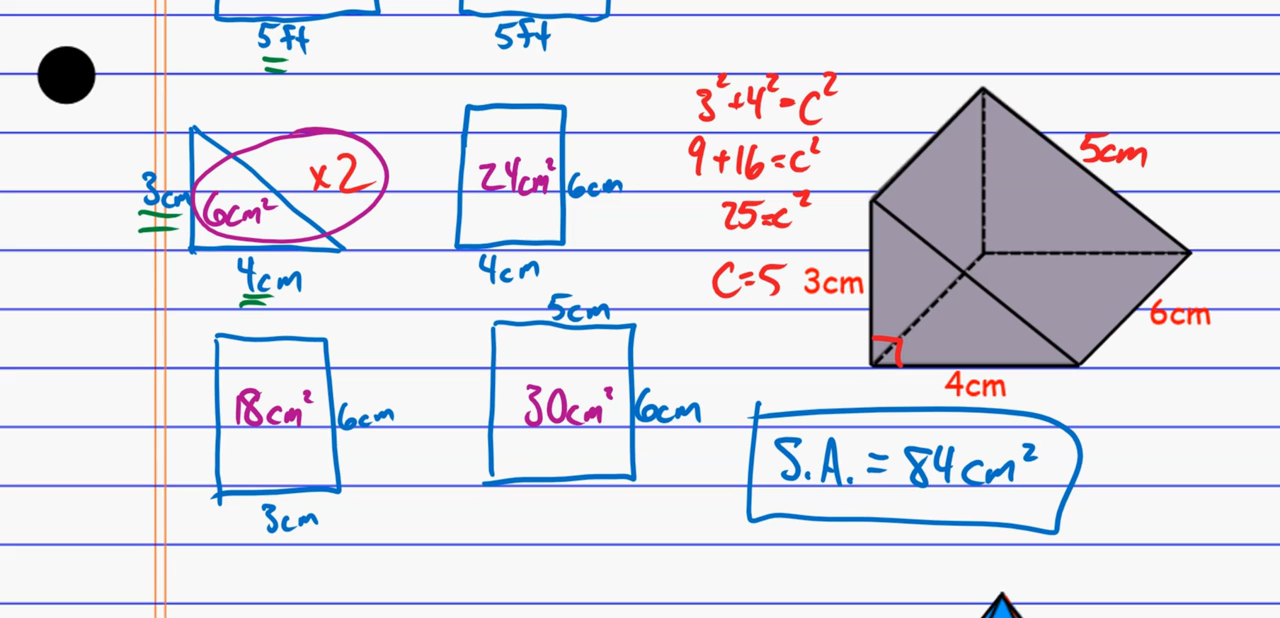 5ft 5ft
3cm 6cm² x2
4cm
24cm² 6cm
4cm
3²+4²=C²
9+16=c²
25=c²
C=5
5cm
3cm
6cm
4cm
18cm² 6cm
3cm
5cm
30cm² 6cm
S.A. = 84cm²